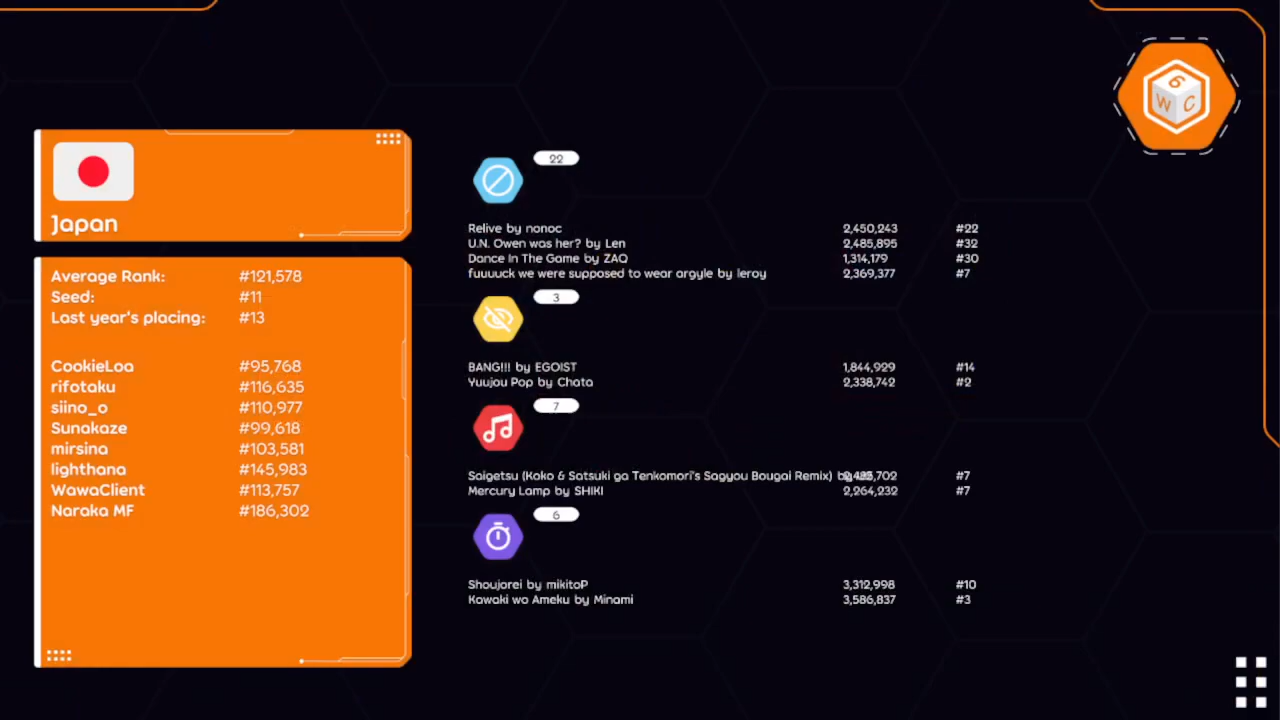 6
W C
22
Japan
Relive by nonoc 2,450,243 #22
U.N. Owen was her? by Len 2,485,895 #32
Dance In The Game by ZAQ 1,314,179 #30
fuuuuck we were supposed to wear argyle by leroy 2,369,377 #7
Average Rank: #121,578
Seed: #11
Last year's placing: #13
3
BANG!!! by EGOIST 1,844,929 #14
Yuujou Pop by Chata 2,338,742 #2
CookieLoa #95,768
rifotaku #116,635
siino_o #110,977
Sunakaze #99,618
mirsina #103,581
lighthana #145,983
WawaClient #113,757
Naraka MF #186,302
7
Saigetsu (Koko & Satsuki ga Tenkomori's Sagyou Bougai Remix) #7
Mercury Lamp by SHIKI 2,264,232 #7
6
Shoujorei by mikitoP 3,312,998 #10
Kawaki wo Ameku by Minami 3,586,837 #3